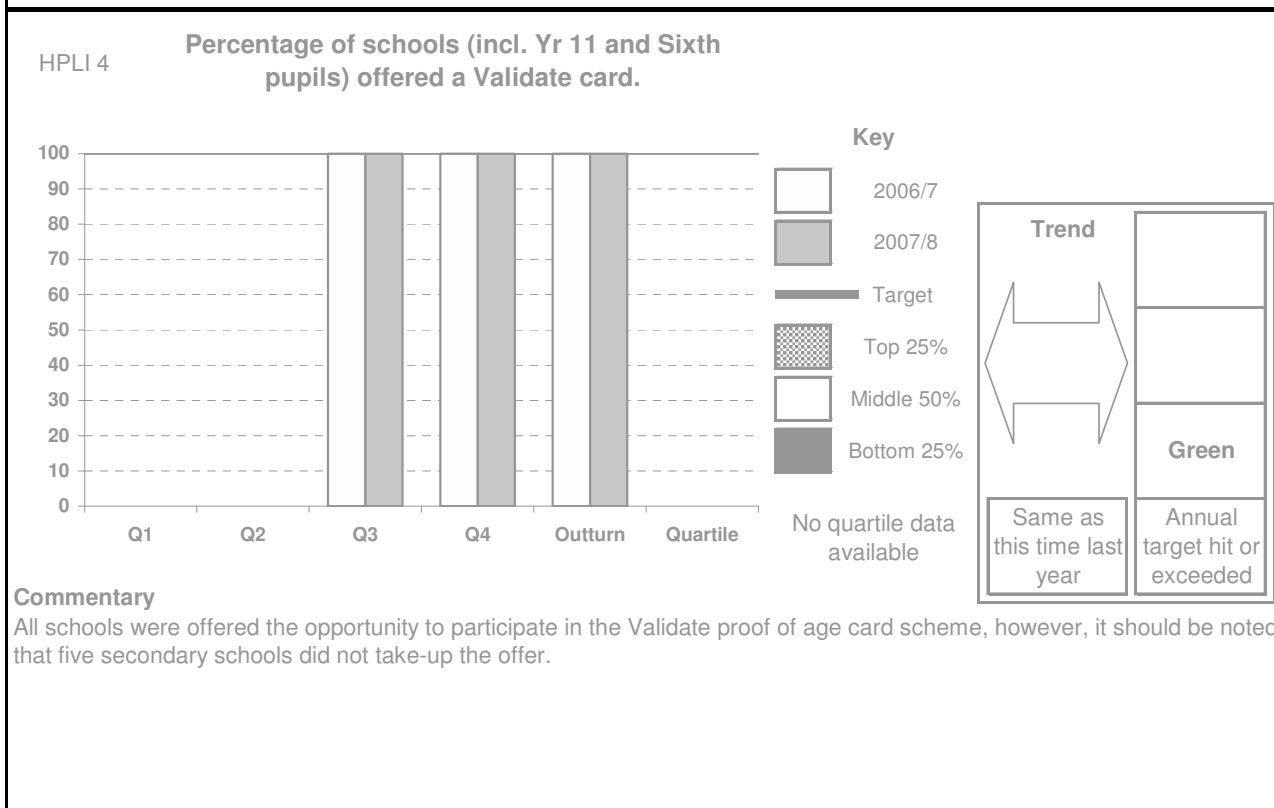 HPLI 4
Percentage of schools (incl. Yr 11 and Sixth
pupils) offered a Validate card.
100
90
80
70
60
50
40
30
20
10
0
Q1
Q2
Q3
Q4
Outturn
Quartile
Key
2006/7
2007/8
Target
Top 25%
Middle 50%
Bottom 25%
No quartile data
available
Trend
Green
Same as
this time last
year
Annual
target hit or
exceeded
Commentary
All schools were offered the opportunity to participate in the Validate proof of age card scheme, however, it should be noted
that five secondary schools did not take-up the offer.